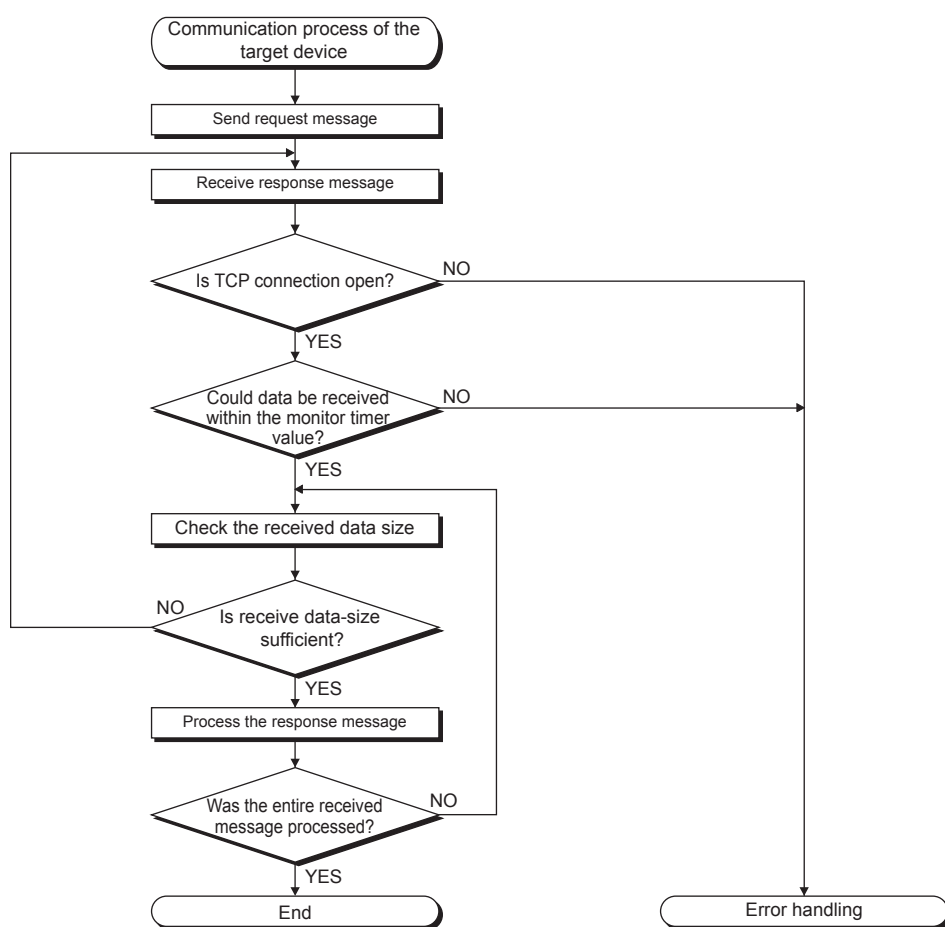 Communication process of the
target device
Send request message
Receive response message
Is TCP connection open?
NO
YES
Could data be received
within the monitor timer
value?
NO
YES
Check the received data size
Is receive data-size
sufficient?
NO
YES
Process the response message
Was the entire received
message processed?
NO
YES
End
Error handling